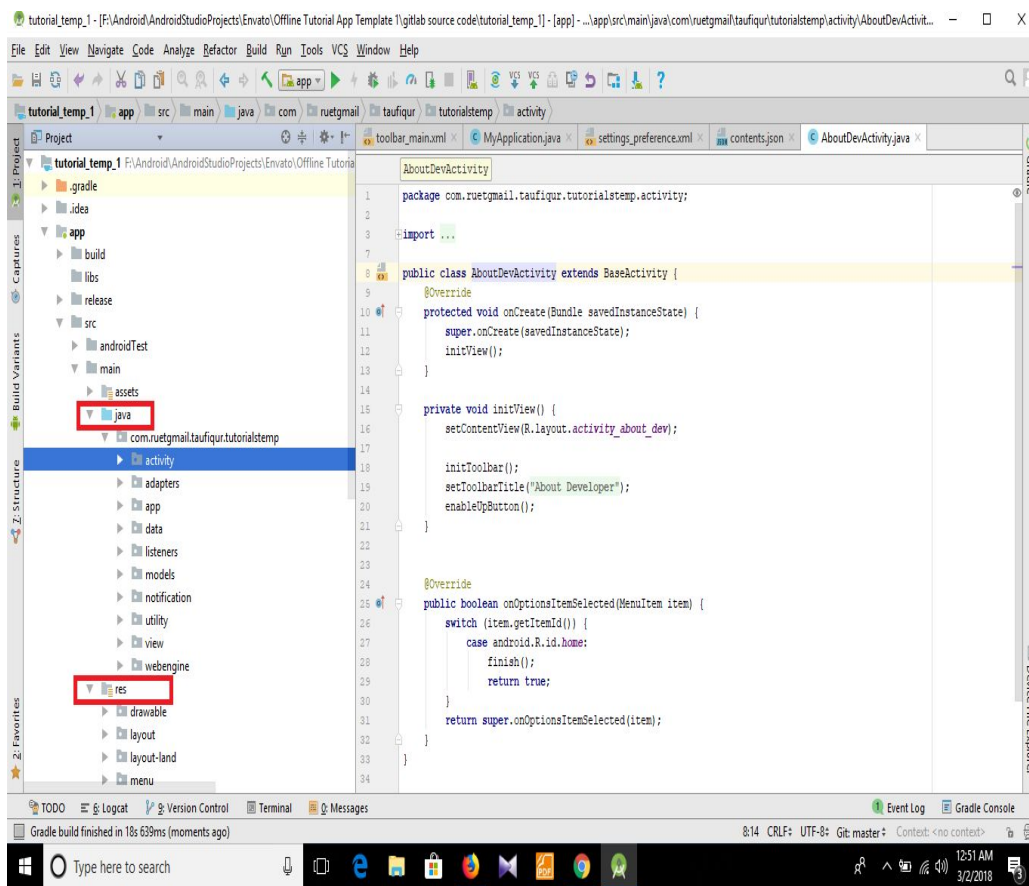 tutorial_temp_1 - [F:\Android\AndroidStudioProjects\Envato\Offline Tutorial App Template 1\gitlab source code\tutorial_temp_1] - [app] - ...\app\src\main\java\com\ruetgmail\taufiqur\tutorialstemp\activity\AboutDevActivit...
File Edit View Navigate Code Analyze Refactor Build Run Tools VCS Window Help
app
VCS VCS
tutorial_temp_1 app src main java com ruetgmail taufiqur tutorialstemp activity
Project
toolbar_main.xml MyApplication.java settings_preference.xml contents.json AboutDevActivity.java
1: Project
Captures
Build Variants
Z: Structure
2: Favorites
tutorial_temp_1 F:\Android\AndroidStudioProjects\Envato\Offline Tutoria
.gradle
.idea
app
build
libs
release
src
androidTest
main
assets
java
com.ruetgmail.taufiqur.tutorialstemp
activity
adapters
app
data
listeners
models
notification
utility
view
webengine
res
drawable
layout
layout-land
menu
AboutDevActivity
1 package com.ruetgmail.taufiqur.tutorialstemp.activity;
2
3 import ...
7
8 public class AboutDevActivity extends BaseActivity {
9 @Override
10 protected void onCreate(Bundle savedInstanceState) {
11 super.onCreate(savedInstanceState);
12 initView();
13 }
14
15 private void initView() {
16 setContentView(R.layout.activity_about_dev);
17
18 initToolbar();
19 setToolbarTitle("About Developer");
20 enableUpButton();
21 }
22
23
24 @Override
25 public boolean onOptionsItemSelected(MenuItem item) {
26 switch (item.getItemId()) {
27 case android.R.id.home:
28 finish();
29 return true;
30 }
31 return super.onOptionsItemSelected(item);
32 }
33 }
34
TODO 6: Logcat 9: Version Control Terminal 0: Messages
1 Event Log Gradle Console
Gradle build finished in 18s 639ms (moments ago)
8:14 CRLF÷ UTF-8÷ Git: master÷ Context: <no context>
Type here to search
12:51 AM
3/2/2018
3